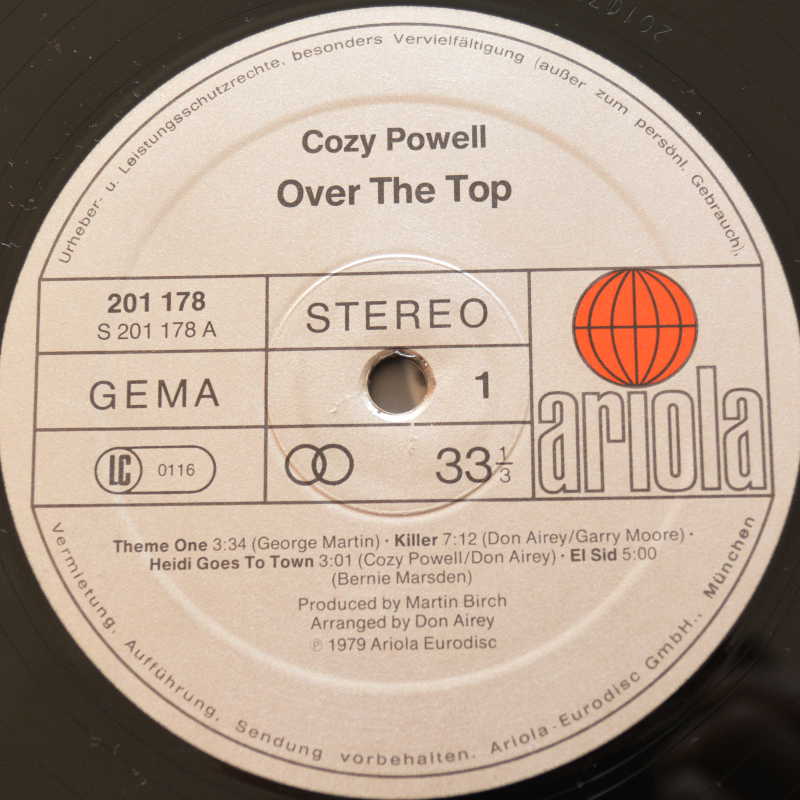 Urheber- u. Leistungsschutzrechte, besonders Vervielfältigung (außer zum persönl. Gebrauch),
Cozy Powell
Over The Top
201 178
S 201 178 A
STEREO
GEMA
1
ariola
LC 0116
33 1/3
Theme One 3:34 (George Martin) · Killer 7:12 (Don Airey/Garry Moore) ·
Heidi Goes To Town 3:01 (Cozy Powell/Don Airey) · El Sid 5:00
(Bernie Marsden)
Produced by Martin Birch
Arranged by Don Airey
℗ 1979 Ariola Eurodisc
Vermietung, Aufführung, Sendung vorbehalten. Ariola-Eurodisc GmbH., München